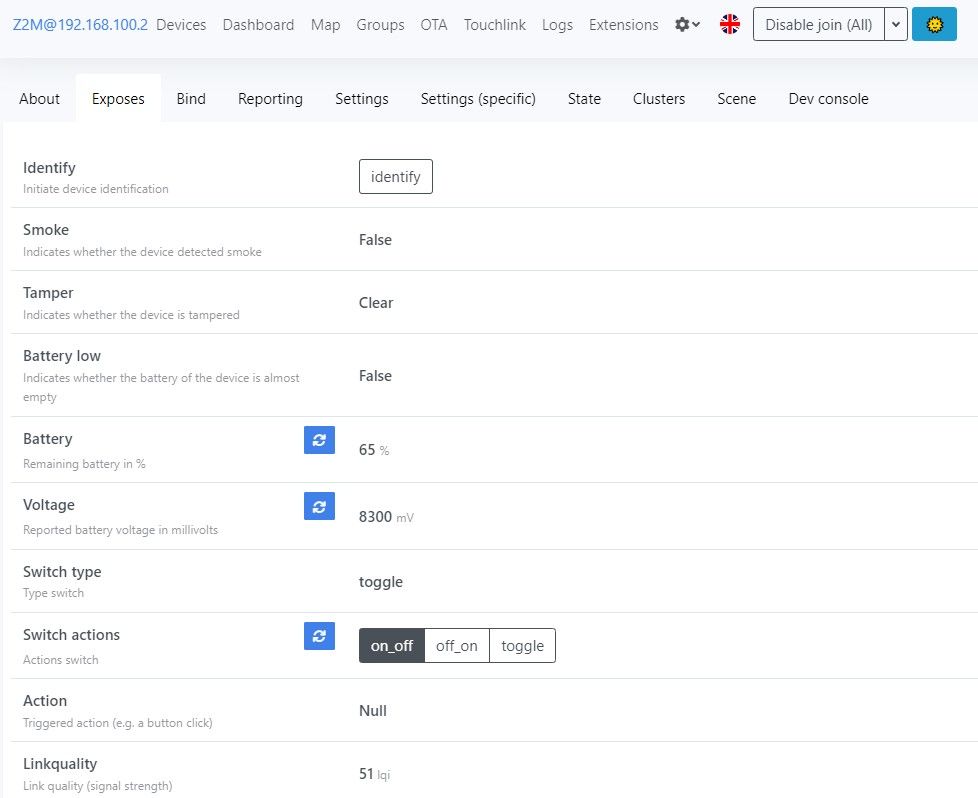 Z2M@192.168.100.2 Devices Dashboard Map Groups OTA Touchlink Logs Extensions Disable join (All)
About Exposes Bind Reporting Settings Settings (specific) State Clusters Scene Dev console
Identify
Initiate device identification
identify
Smoke
Indicates whether the device detected smoke
False
Tamper
Indicates whether the device is tampered
Clear
Battery low
Indicates whether the battery of the device is almost
empty
False
Battery
Remaining battery in %
65 %
Voltage
Reported battery voltage in millivolts
8300 mV
Switch type
Type switch
toggle
Switch actions
Actions switch
on_off off_on toggle
Action
Triggered action (e.g. a button click)
Null
Linkquality
Link quality (signal strength)
51 lqi